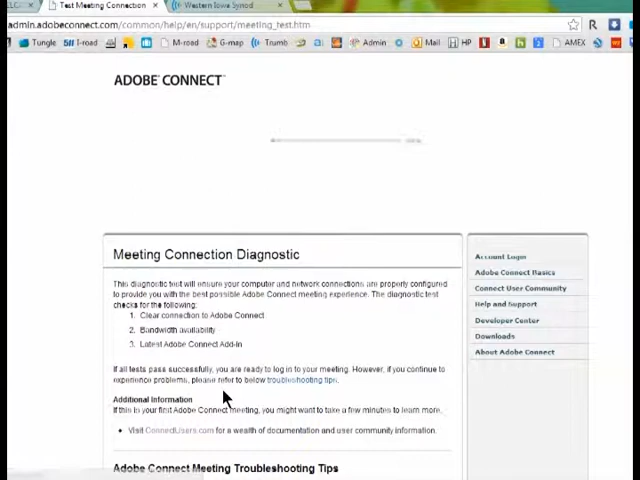 Test Meeting Connection
Western Iowa Synod
admin.adobeconnect.com/common/help/en/support/meeting_test.htm
Tungle
T-road
M-road
G-map
Trumb
Admin
Mail
HP
AMEX
ADOBE CONNECT™
Meeting Connection Diagnostic
This diagnostic test will ensure your computer and network connections are properly configured
to provide you with the best possible Adobe Connect meeting experience. The diagnostic test
checks for the following:
1. Clear connection to Adobe Connect
2. Bandwidth availability
3. Latest Adobe Connect Add-in
If all tests pass successfully, you are ready to log in to your meeting. However, if you continue to
experience problems, please refer to below troubleshooting tips.
Additional Information
If this is your first Adobe Connect meeting, you might want to take a few minutes to learn more.
• Visit ConnectUsers.com for a wealth of documentation and user community information.
Adobe Connect Meeting Troubleshooting Tips
Account Login
Adobe Connect Basics
Connect User Community
Help and Support
Developer Center
Downloads
About Adobe Connect